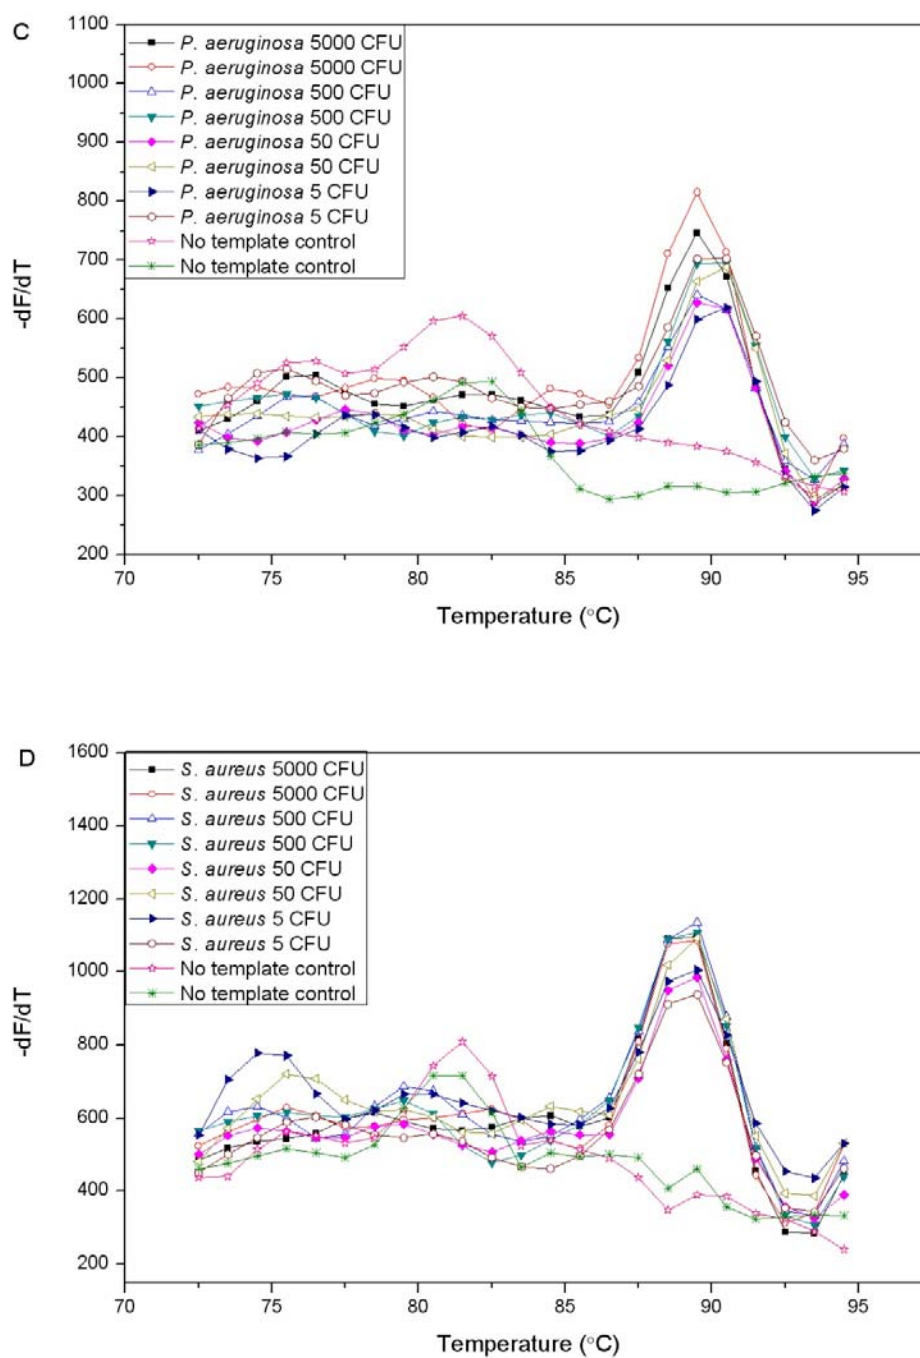 C
1100
1000
900
800
700
600
500
400
300
200
-dF/dT
P. aeruginosa 5000 CFU
P. aeruginosa 5000 CFU
P. aeruginosa 500 CFU
P. aeruginosa 500 CFU
P. aeruginosa 50 CFU
P. aeruginosa 50 CFU
P. aeruginosa 5 CFU
P. aeruginosa 5 CFU
No template control
No template control
70 75 80 85 90 95
Temperature (°C)
D
1600
1400
1200
1000
800
600
400
200
-dF/dT
S. aureus 5000 CFU
S. aureus 5000 CFU
S. aureus 500 CFU
S. aureus 500 CFU
S. aureus 50 CFU
S. aureus 50 CFU
S. aureus 5 CFU
S. aureus 5 CFU
No template control
No template control
70 75 80 85 90 95
Temperature (°C)